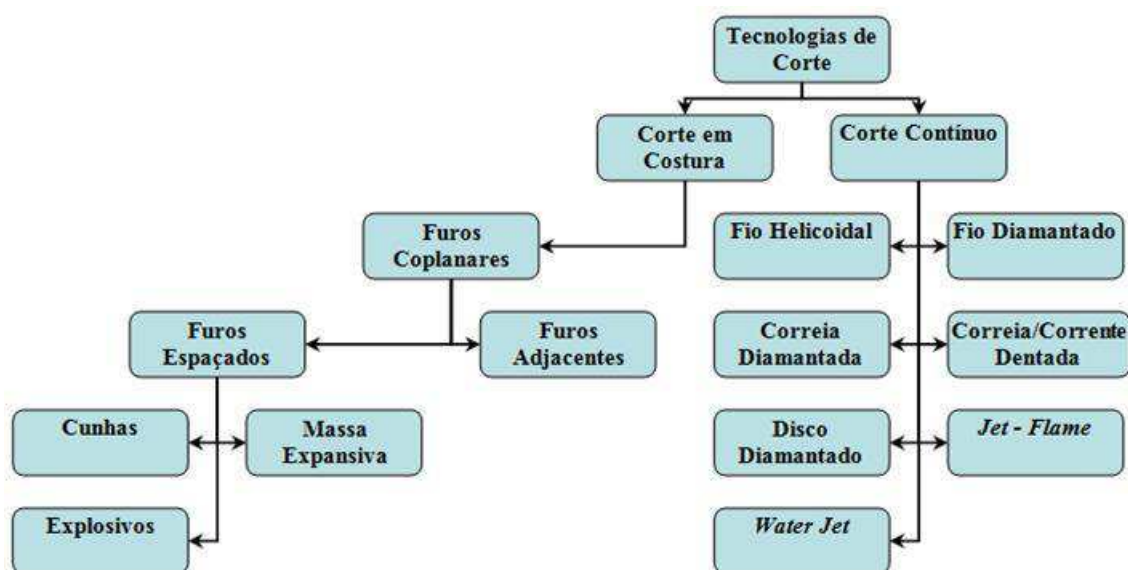 Tecnologias de
Corte
Corte em
Costura
Corte Contínuo
Furos
Coplanares
Fio Helicoidal
Fio Diamantado
Furos
Espaçados
Furos
Adjacentes
Correia
Diamantada
Correia/Corrente
Dentada
Cunhas
Massa
Expansiva
Disco
Diamantado
Jet - Flame
Explosivos
Water Jet